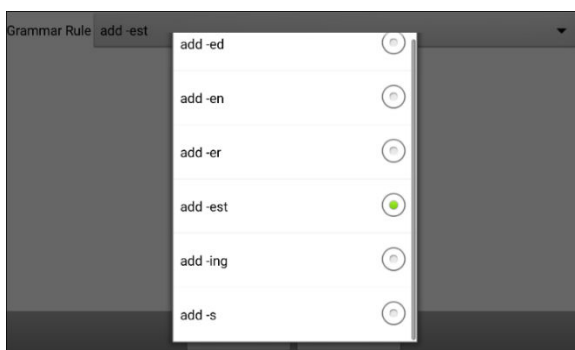 Grammar Rule add -est
add -ed
add -en
add -er
add -est
add -ing
add -s